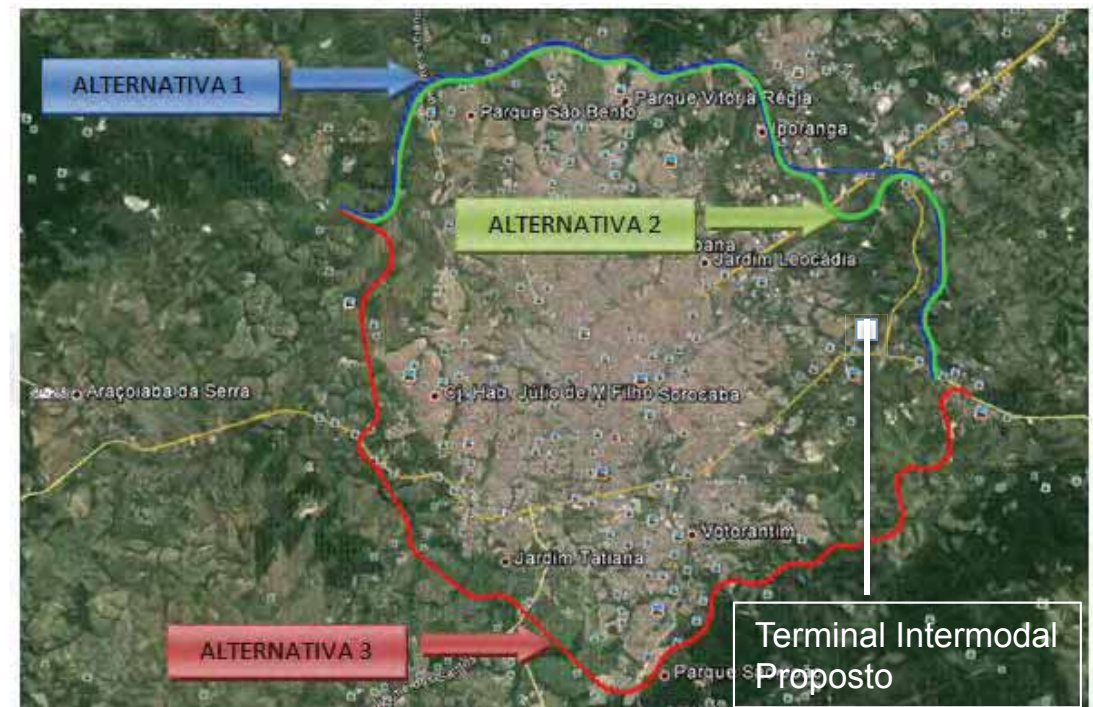 ALTERNATIVA 1
Parque São Bento
Parque Vitória Régia
Iporanga
ALTERNATIVA 2
Jardim Leocádia
Araçoiaba da Serra
Cj. Hab. Júlio de M Filho
Sorocaba
Votorantim
Jardim Tatiana
ALTERNATIVA 3
Terminal Intermodal
Proposto